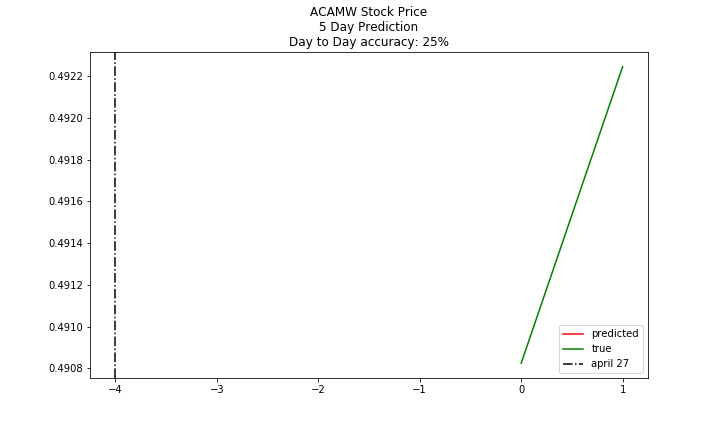 ACAMW Stock Price
5 Day Prediction
Day to Day accuracy: 25%
0.4922
0.4920
0.4918
0.4916
0.4914
0.4912
0.4910
0.4908
−4
−3
−2
−1
0
1
predicted
true
april 27